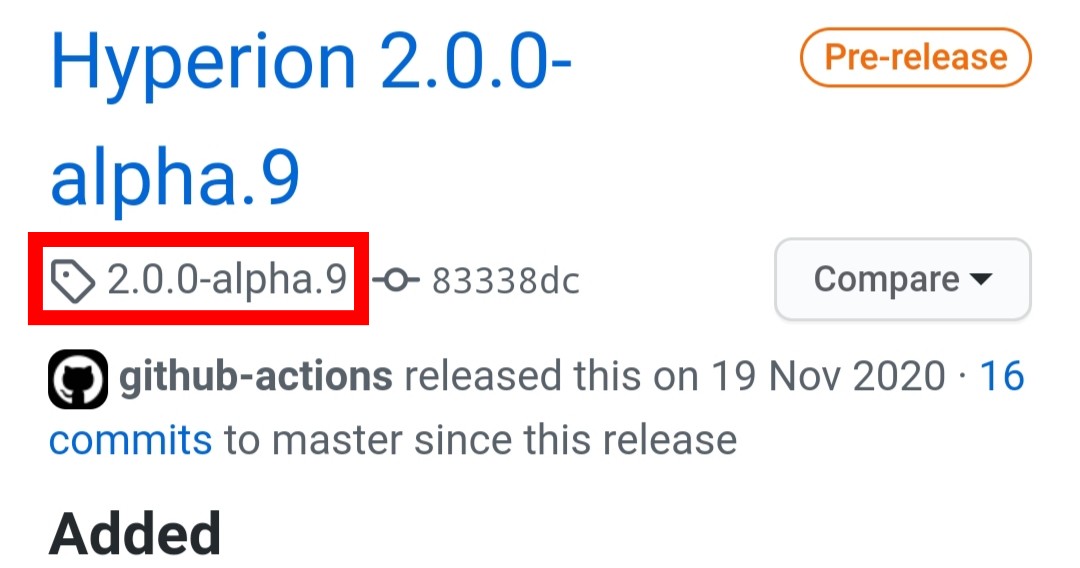 Hyperion 2.0.0-
Pre-release
alpha.9
2.0.0-alpha.9 83338dc
Compare
github-actions released this on 19 Nov 2020 · 16
commits to master since this release
Added